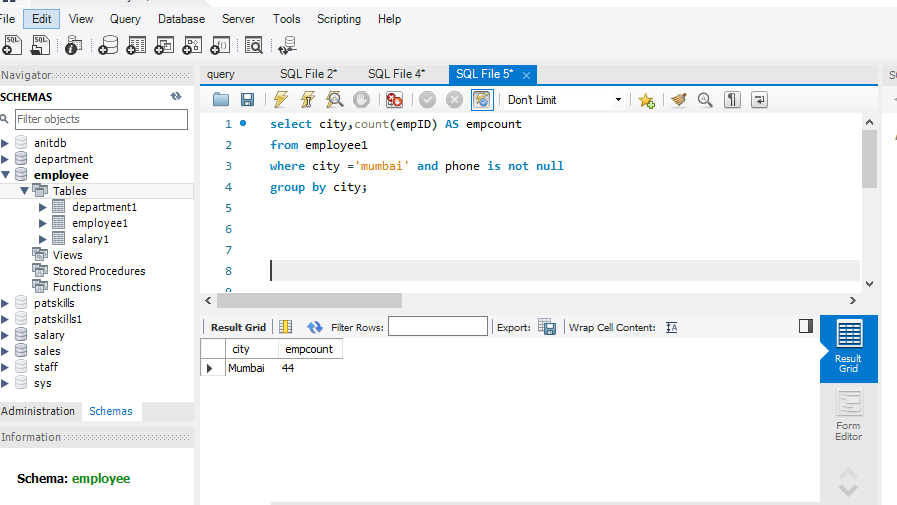 File Edit View Query Database Server Tools Scripting Help
SQL SQL
Navigator
SCHEMAS
Filter objects
anitdb
department
employee
Tables
department1
employee1
salary1
Views
Stored Procedures
Functions
patskills
patskills1
salary
sales
staff
sys
Administration Schemas
Information
Schema: employee
query SQL File 2* SQL File 4* SQL File 5*
Don't Limit
1 select city,count(empID) AS empcount
2 from employee1
3 where city ='mumbai' and phone is not null
4 group by city;
5
6
7
8
9
Result Grid Filter Rows: Export: Wrap Cell Content:
city empcount
Mumbai 44
Result
Grid
Form
Editor